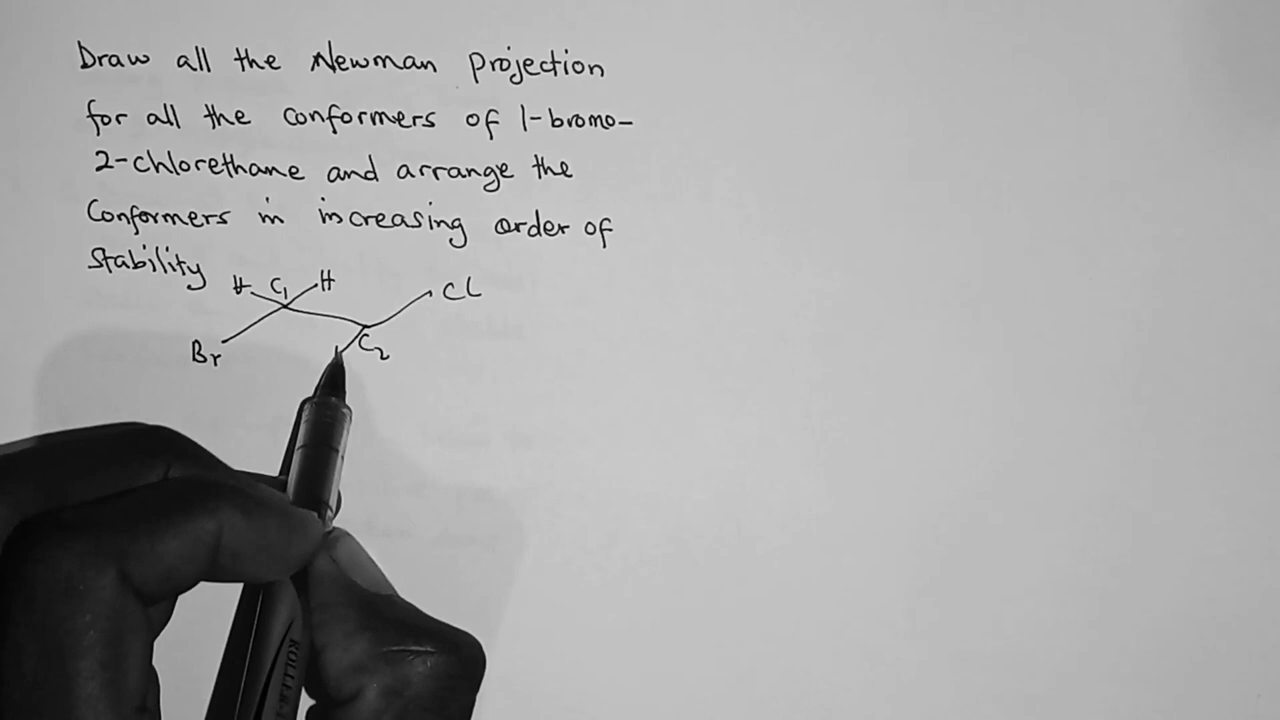 Draw all the Newman projection
for all the conformers of 1-bromo-
2-chlorethane and arrange the
Conformers in increasing order of
Stability
H C1 H
Cl
Br
C2
ROLLER